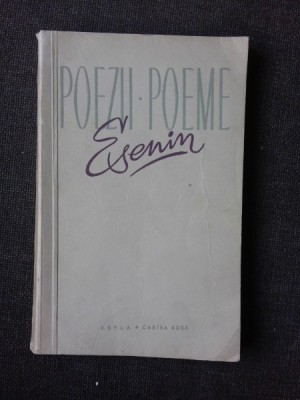 POEZII · POEME
Esenin
E.S.P.L.A. • CARTEA RUSĂ